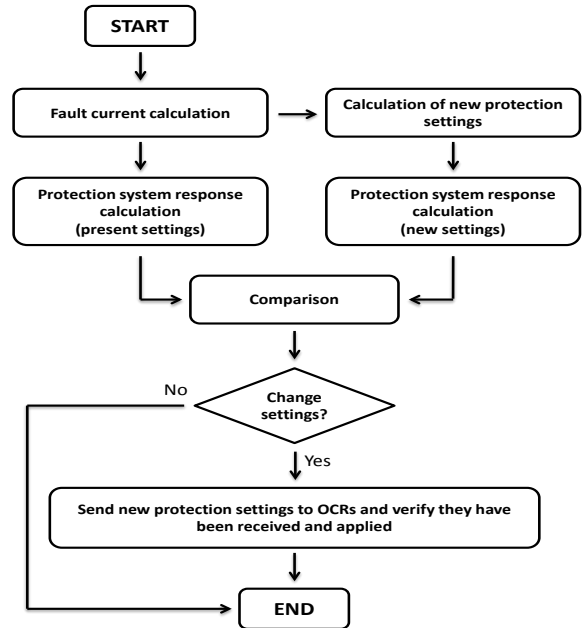 START
Fault current calculation
Calculation of new protection
settings
Protection system response
calculation
(present settings)
Protection system response
calculation
(new settings)
Comparison
No
Change
settings?
Yes
Send new protection settings to OCRs and verify they have
been received and applied
END